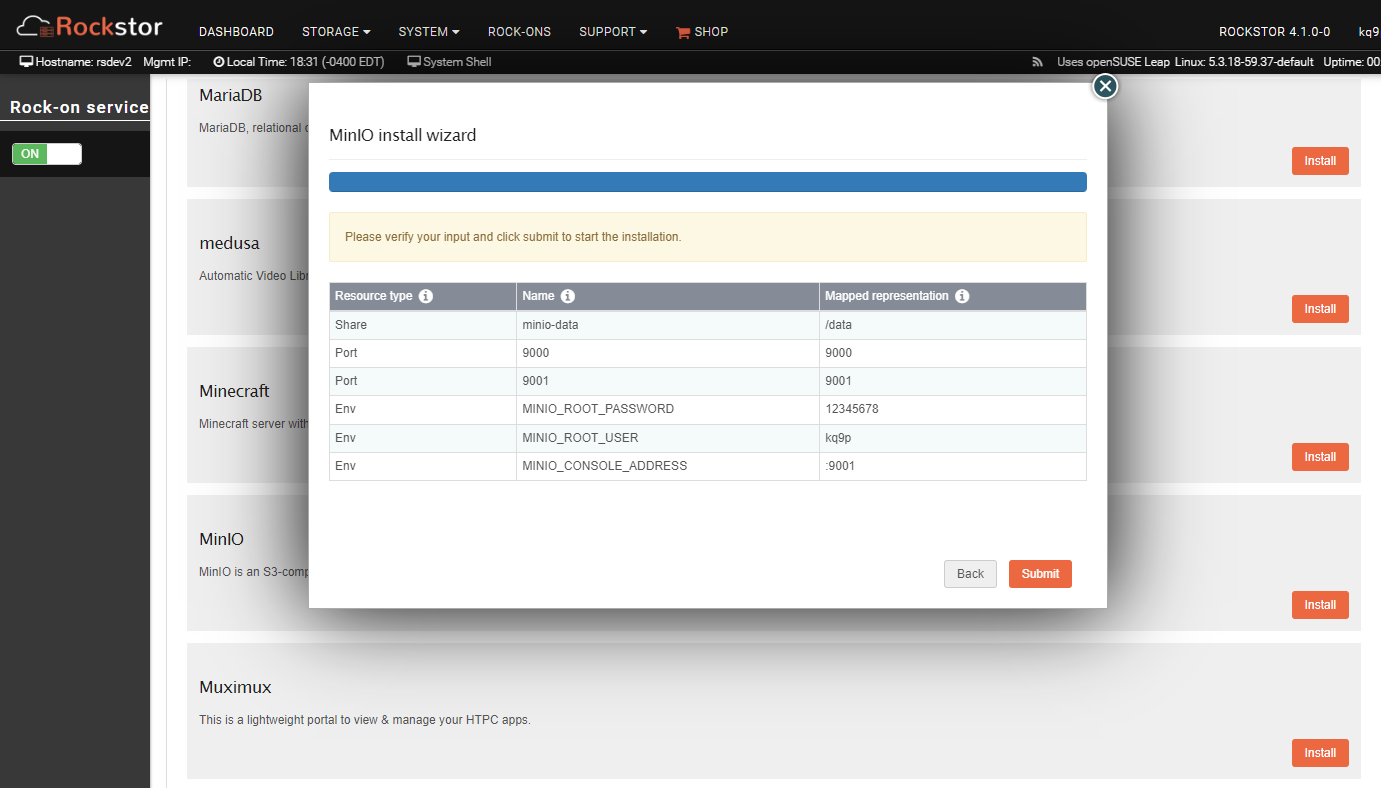 Rockstor DASHBOARD STORAGE SYSTEM ROCK-ONS SUPPORT SHOP ROCKSTOR 4.1.0-0 kq9
Hostname: rsdev2 Mgmt IP: Local Time: 18:31 (-0400 EDT) System Shell Uses openSUSE Leap Linux: 5.3.18-59.37-default Uptime: 00
Rock-on service
ON
MariaDB
MariaDB, relational
Install
medusa
Automatic Video Libr
Install
Minecraft
Minecraft server with
Install
MinIO
MinIO is an S3-comp
Install
Muximux
This is a lightweight portal to view & manage your HTPC apps.
Install
MinIO install wizard
Please verify your input and click submit to start the installation.
Resource type Name Mapped representation
Share minio-data /data
Port 9000 9000
Port 9001 9001
Env MINIO_ROOT_PASSWORD 12345678
Env MINIO_ROOT_USER kq9p
Env MINIO_CONSOLE_ADDRESS :9001
Back Submit